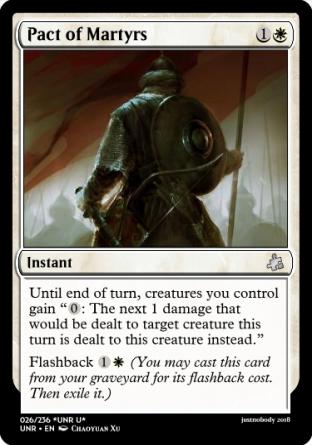 Pact of Martyrs 1
Instant
Until end of turn, creatures you control
gain “0: The next 1 damage that
would be dealt to target creature this
turn is dealt to this creature instead.”
Flashback 1 (You may cast this card
from your graveyard for its flashback cost.
Then exile it.)
026/236 *UNR U*
UNR • EN Chaoyuan Xu
justnobody 2018